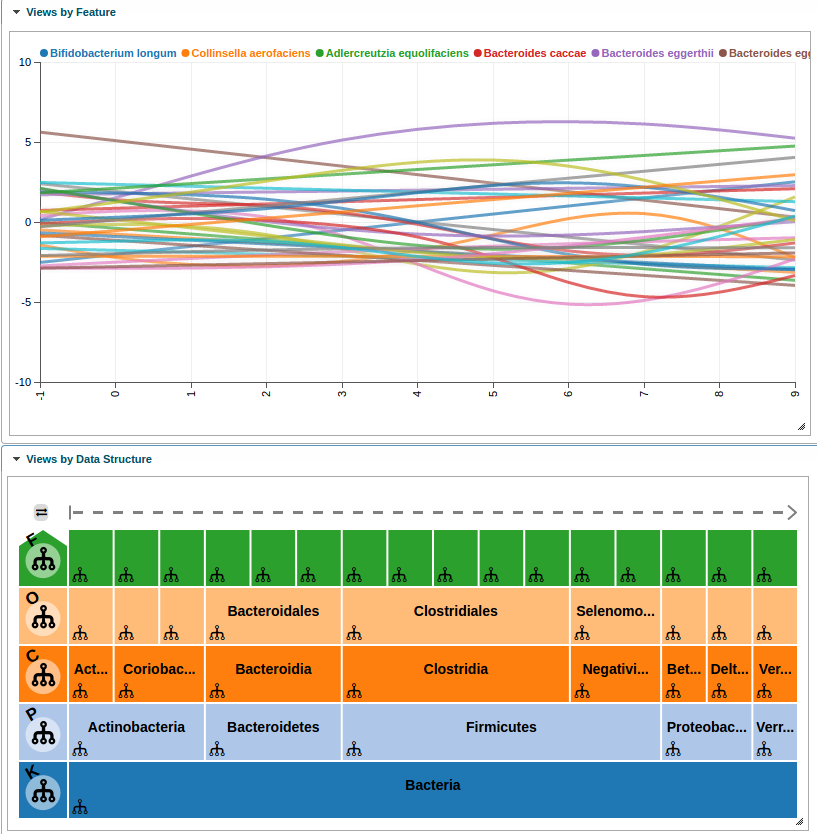 Views by Feature
Bifidobacterium longum Collinsella aerofaciens Adlercreutzia equolifaciens Bacteroides caccae Bacteroides eggerthii Bacteroides egg
10
5
0
-5
-10
-1 0 1 2 3 4 5 6 7 8 9
Views by Data Structure
F
O Bacteroidales Clostridiales Selenomo...
C Act... Coriobac... Bacteroidia Clostridia Negativi... Bet... Delt... Ver...
P Actinobacteria Bacteroidetes Firmicutes Proteobac... Verr...
K Bacteria